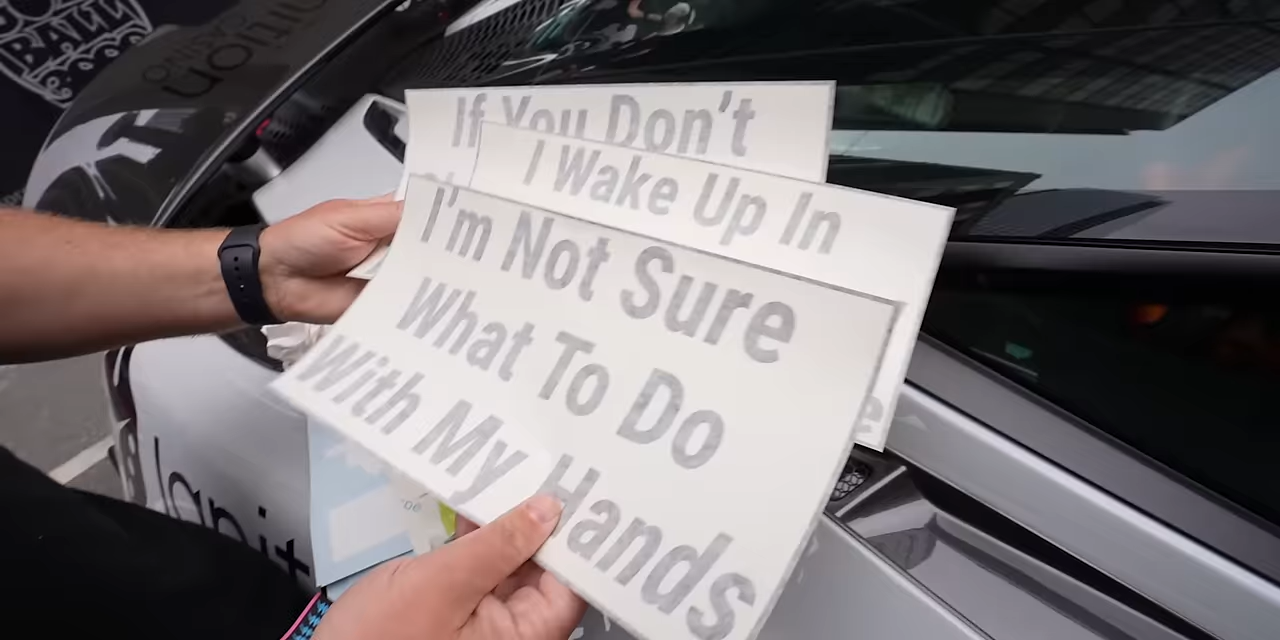 If You Don't
I Wake Up In
I'm Not Sure
What To Do
With My Hands